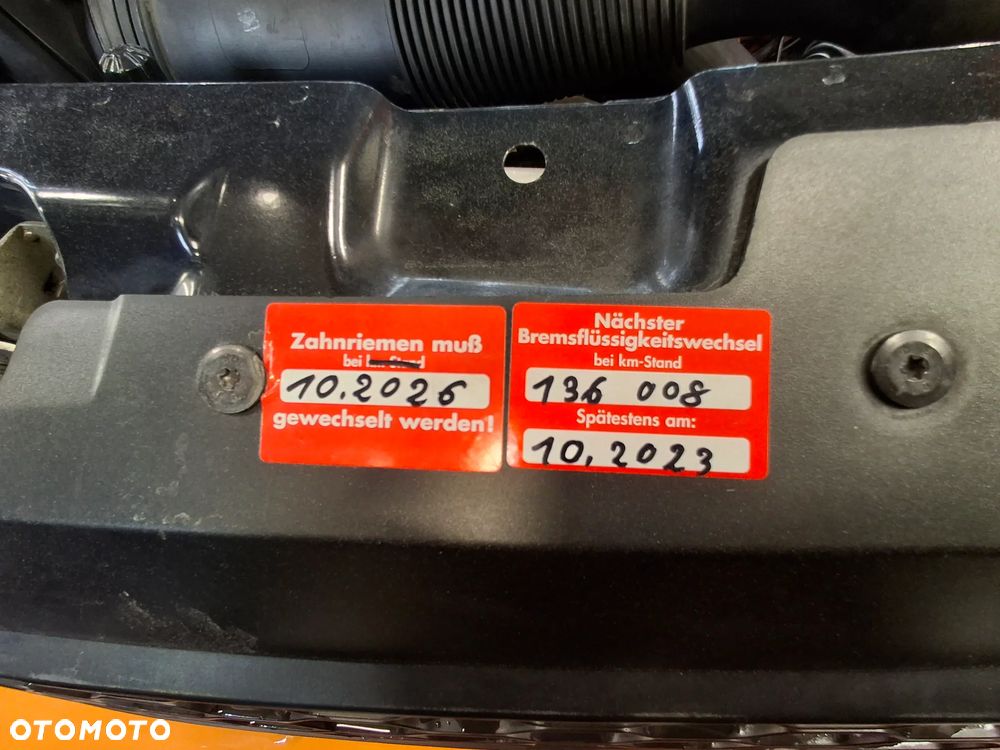 Zahnriemen muß
bei km-Stand
10.2026
gewechselt werden!
Nächster
Bremsflüssigkeitswechsel
bei km-Stand
136 008
Spätestens am:
10.2023
OTOMOTO